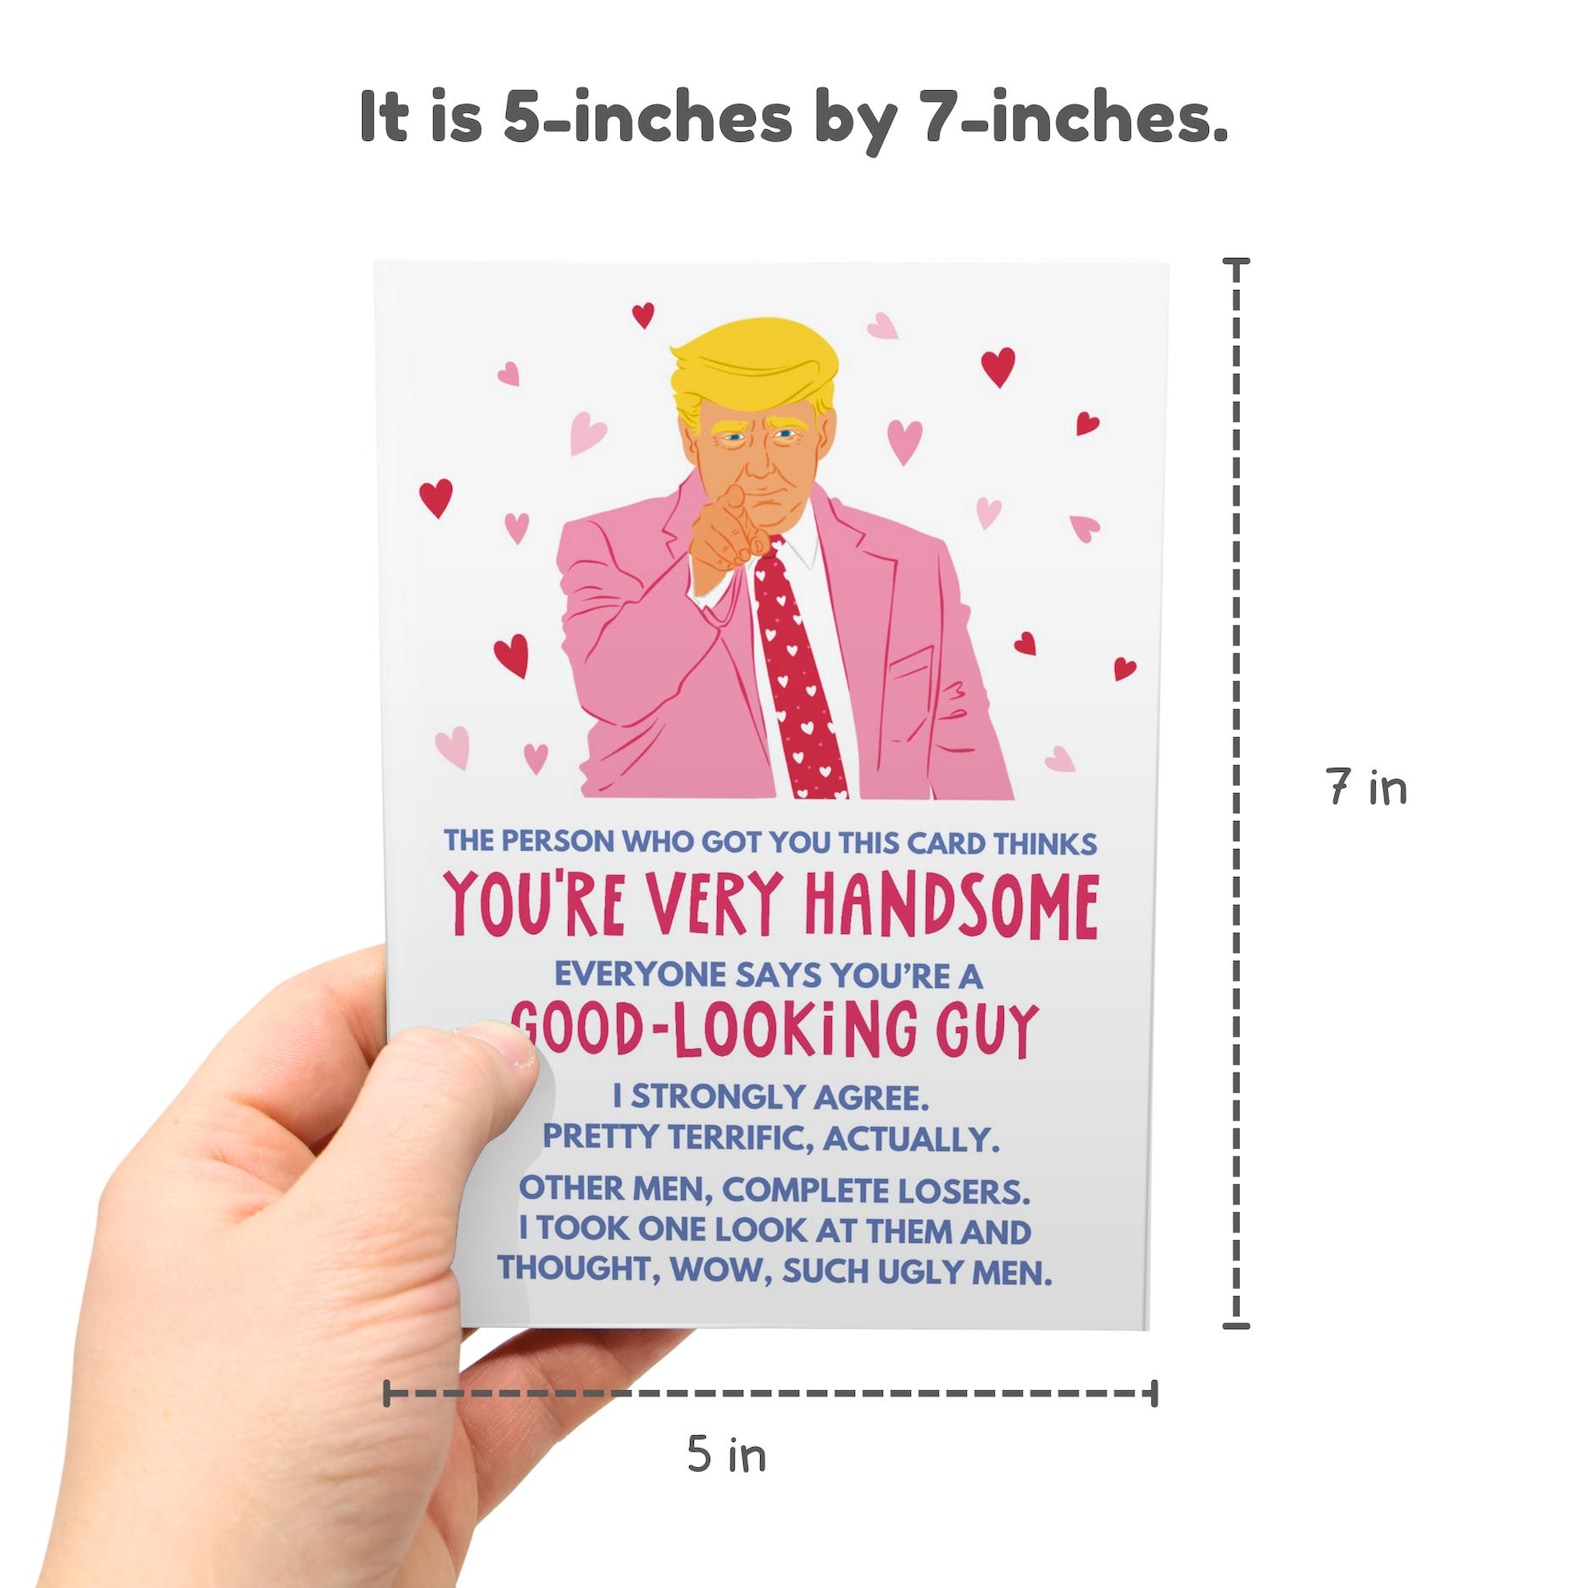 It is 5-inches by 7-inches.
THE PERSON WHO GOT YOU THIS CARD THINKS
YOU'RE VERY HANDSOME
EVERYONE SAYS YOU’RE A
GOOD-LOOKING GUY
I STRONGLY AGREE.
PRETTY TERRIFIC, ACTUALLY.
OTHER MEN, COMPLETE LOSERS.
I TOOK ONE LOOK AT THEM AND
THOUGHT, WOW, SUCH UGLY MEN.
7 in
5 in